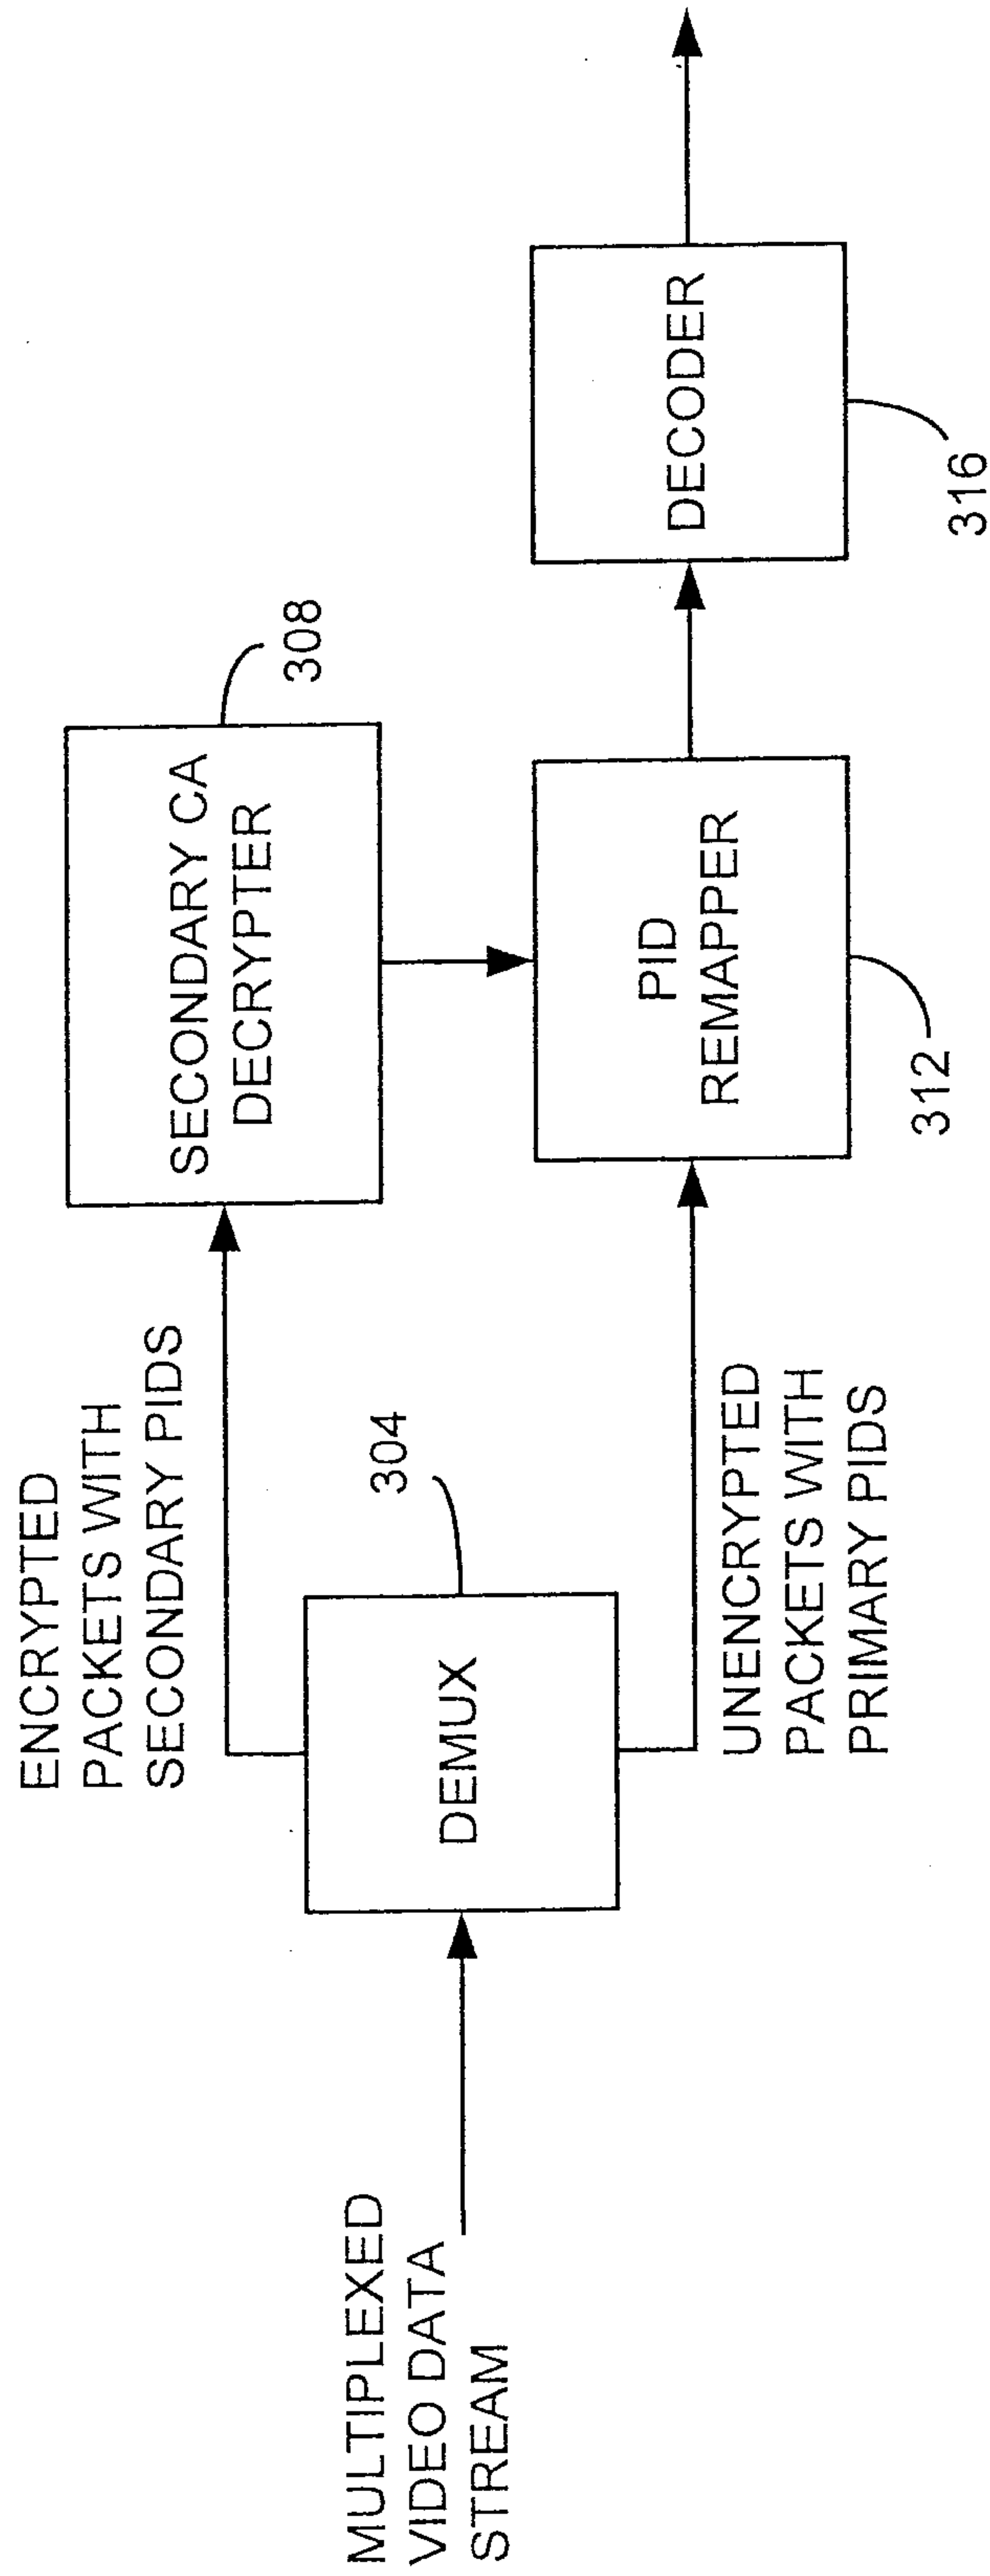 MULTIPLEXED
VIDEO DATA
STREAM
DEMUX
304
ENCRYPTED
PACKETS WITH
SECONDARY PIDS
UNENCRYPTED
PACKETS WITH
PRIMARY PIDS
SECONDARY CA
DECRYPTER
308
PID
REMAPPER
312
DECODER
316